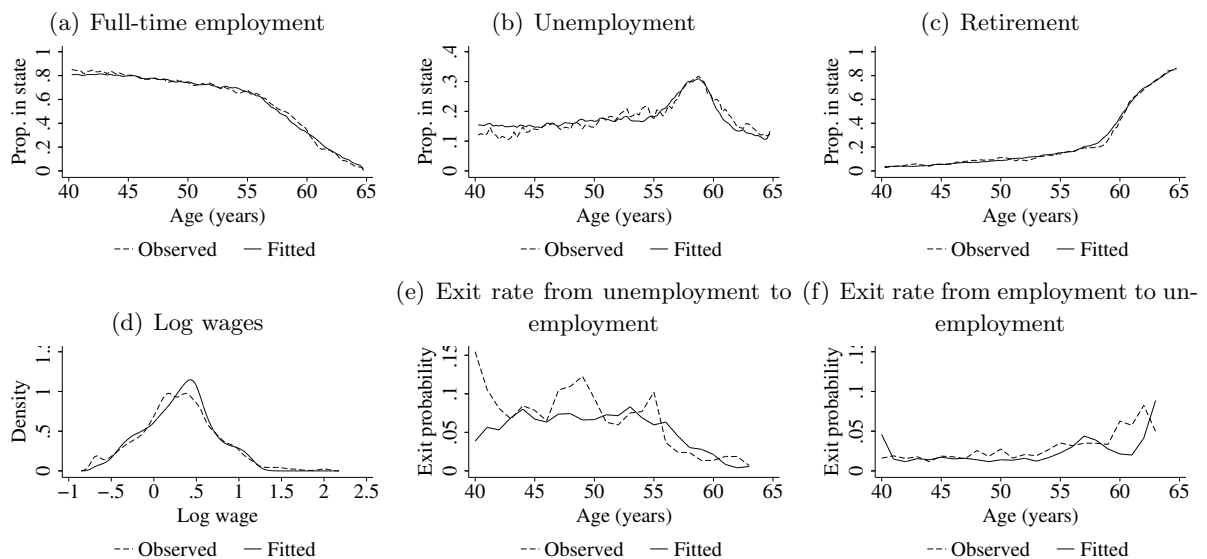 (a) Full-time employment
Prop. in state
0 .2 .4 .6 .8 1
40 45 50 55 60 65
Age (years)
Observed Fitted
(b) Unemployment
Prop. in state
0 .1 .2 .3 .4
40 45 50 55 60 65
Age (years)
Observed Fitted
(c) Retirement
Prop. in state
0 .2 .4 .6 .8 1
40 45 50 55 60 65
Age (years)
Observed Fitted
(d) Log wages
Density
0 .5 1 1.5
-1 -.5 0 .5 1 1.5 2 2.5
Log wage
Observed Fitted
(e) Exit rate from unemployment to
employment
Exit probability
0 .05 .1 .15
40 45 50 55 60 65
Age (years)
Observed Fitted
(f) Exit rate from employment to un-
employment
Exit probability
0 .05 .1 .15
40 45 50 55 60 65
Age (years)
Observed Fitted